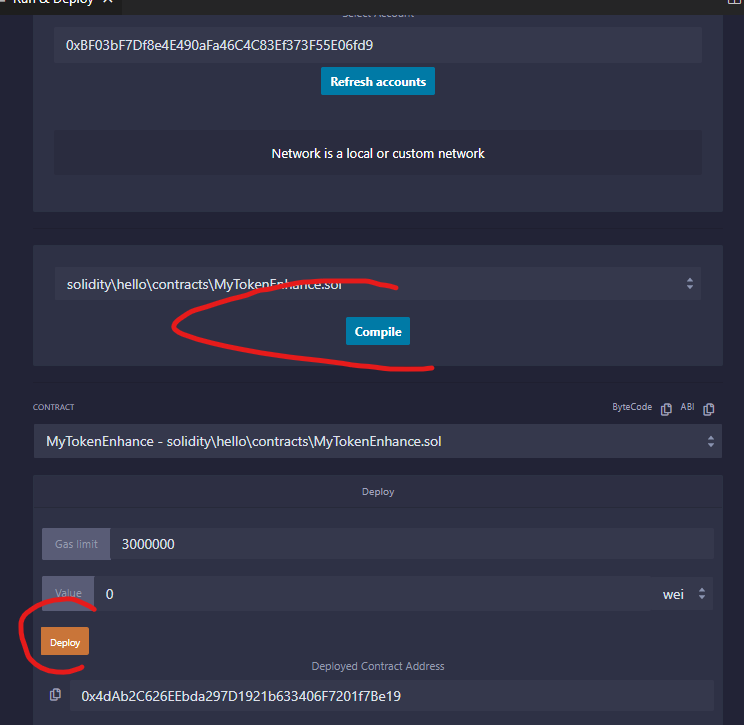 Run & Deploy
Select Account
0xBF03bF7Df8e4E490aFa46C4C83Ef373F55E06fd9
Refresh accounts
Network is a local or custom network
solidity\hello\contracts\MyTokenEnhance.sol
Compile
CONTRACT
ByteCode ABI
MyTokenEnhance - solidity\hello\contracts\MyTokenEnhance.sol
Deploy
Gas limit 3000000
Value 0 wei
Deploy
Deployed Contract Address
0x4dAb2C626EEbda297D1921b633406F7201f7Be19